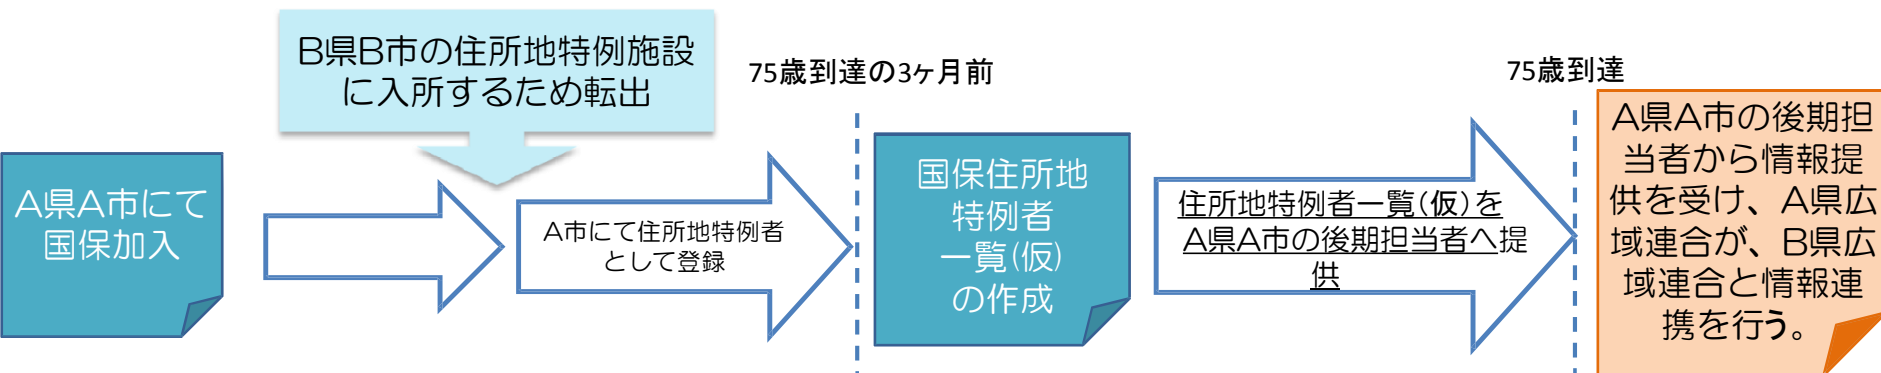 B県B市の住所地特例施設
に入所するため転出
75歳到達の3ヶ月前
75歳到達
A県A市にて
国保加入
A市にて住所地特例者
として登録
国保住所地
特例者
一覧(仮)
の作成
住所地特例者一覧(仮)を
A県A市の後期担当者へ提
供
A県A市の後期担
当者から情報提
供を受け、A県広
域連合が、B県広
域連合と情報連
携を行う。